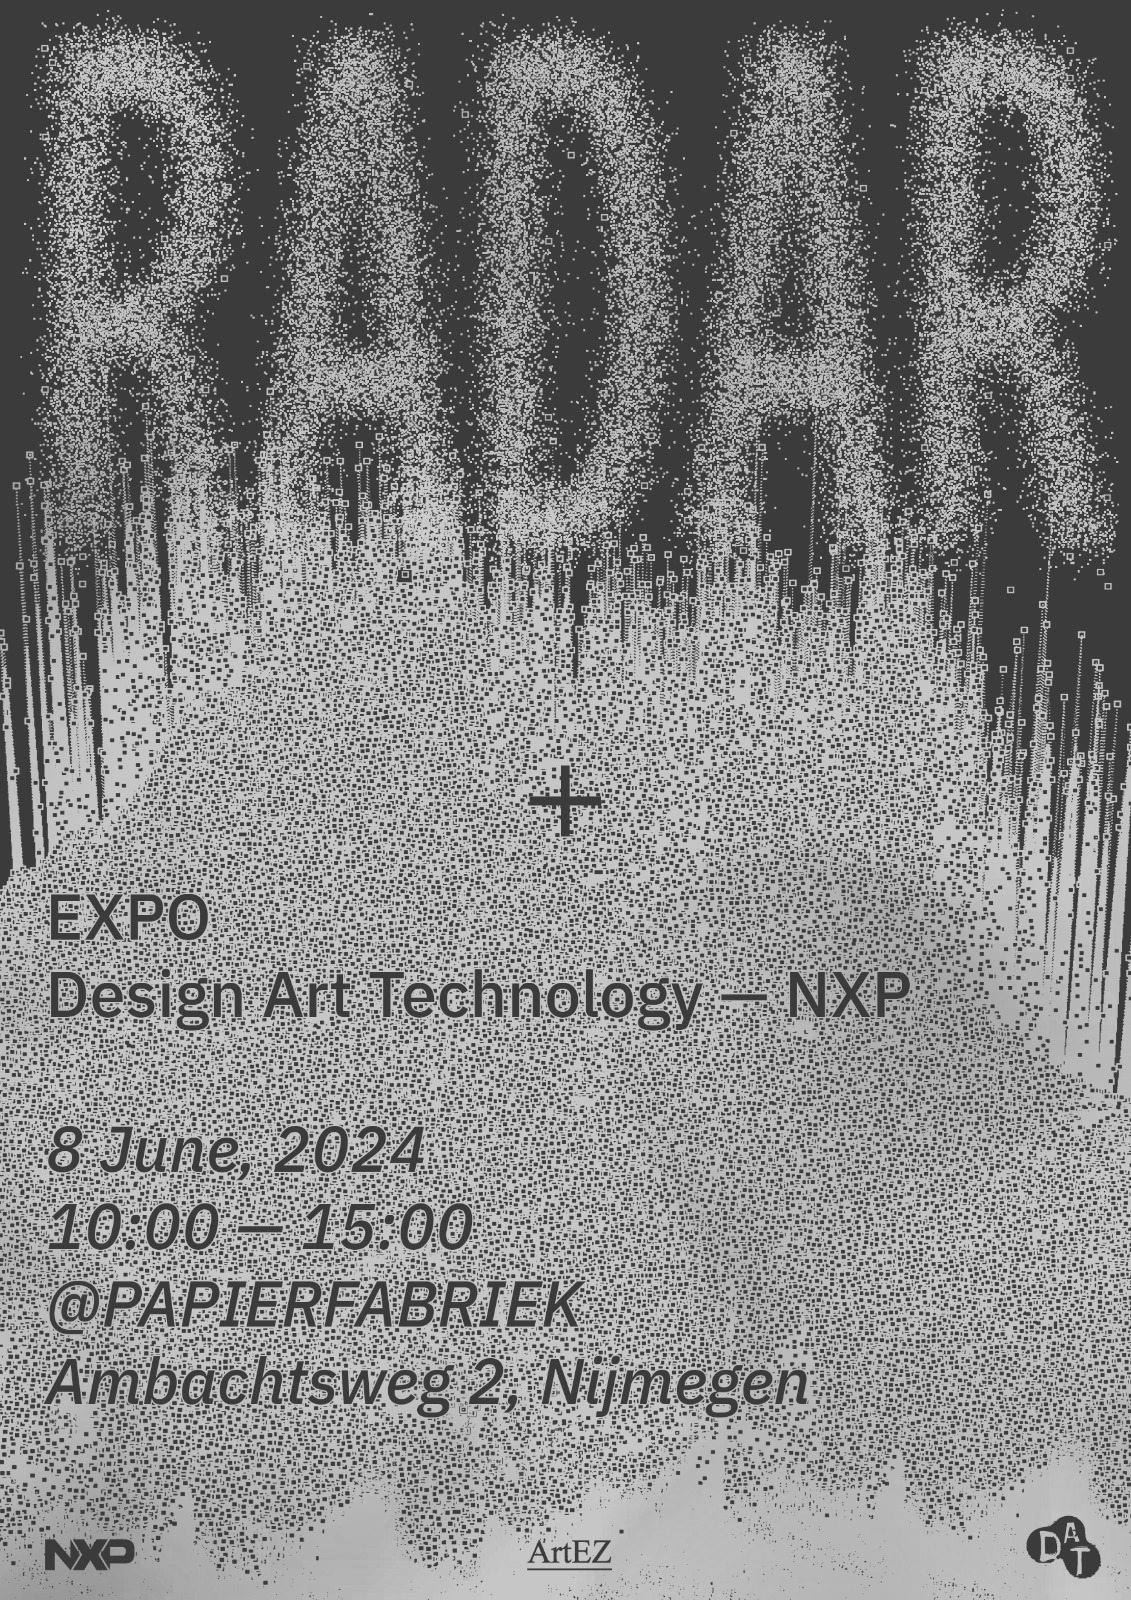 RADAR
EXPO
Design Art Technology — NXP
8 June, 2024
10:00 — 15:00
@PAPIERFABRIEK
Ambachtsweg 2, Nijmegen
NXP
ArtEZ
DAT